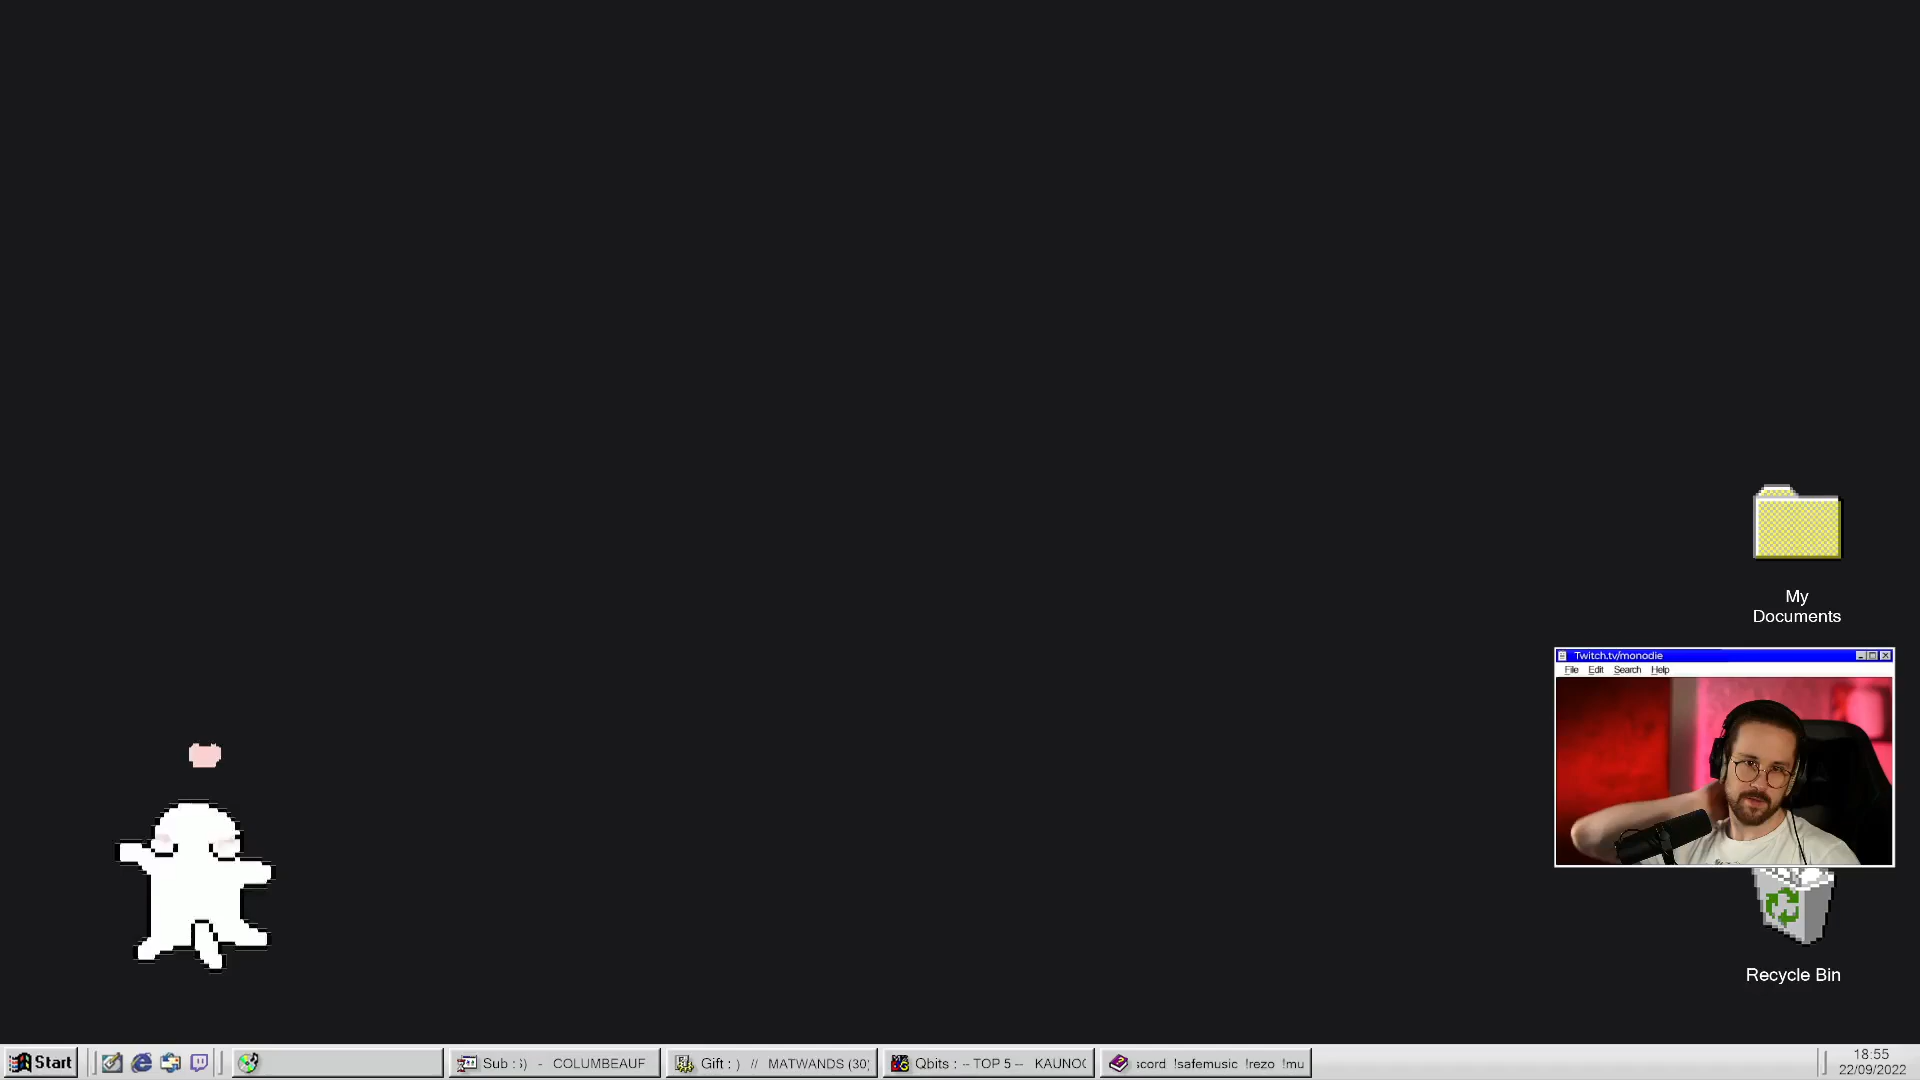 My
Documents
Twitch.tv/monodie
File Edit Search Help
Recycle Bin
Start
Sub : ;) - COLUMBEAUF
Gift : ) // MATWANDS (30)
Qbits : -- TOP 5 -- KAUNOO
scord !safemusic !rezo !mu
18:55
22/09/2022